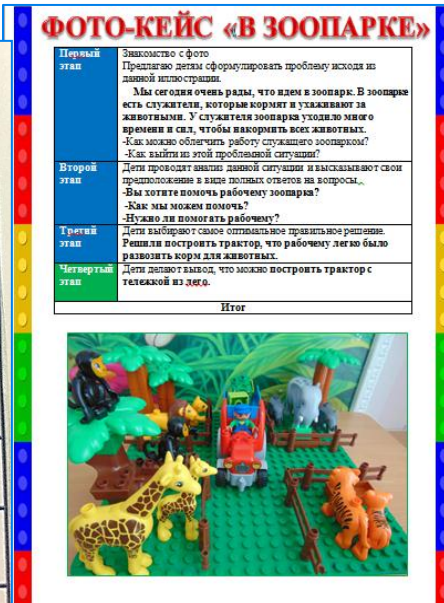 ФОТО-КЕЙС «В ЗООПАРКЕ»
Первый этап
Знакомство с фото
Предлагаю детям сформулировать проблему исходя из
данной иллюстрации.
Мы сегодня очень рады, что идем в зоопарк. В зоопарке
есть служители, которые кормят и ухаживают за
животными. У служителя зоопарка уходило много
времени и сил, чтобы накормить всех животных.
-Как можно облегчить работу служащего зоопарком?
-Как выйти из этой проблемной ситуации?
Второй этап
Дети проводят анализ данной ситуации и высказывают свои
предположение в виде полных ответов на вопросы.
-Вы хотите помочь рабочему зоопарка?
-Как мы можем помочь?
-Нужно ли помогать рабочему?
Третий этап
Дети выбирают самое оптимальное правильное решение.
Решили построить трактор, что рабочему легко было
развозить корм для животных.
Четвертый этап
Дети делают вывод, что можно построить трактор с
тележкой из лего.
Итог